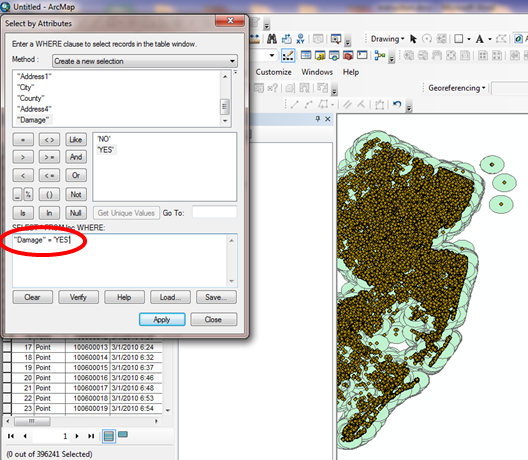 Untitled - ArcMap
Select by Attributes
Enter a WHERE clause to select records in the table window.
Method : Create a new selection
"Address1"
"City"
"County"
"Address4"
"Damage"
= < > Like
> > = And
< < = Or
_ % ( ) Not
Is In Null
'NO'
'YES'
Get Unique Values Go To:
WHERE:
"Damage" = 'YES'
Clear Verify Help Load... Save...
Apply Close
Drawing
Customize Windows Help
Georeferencing
17 Point 100600013 3/1/2010 6:24
18 Point 100600014 3/1/2010 6:32
19 Point 100600015 3/1/2010 6:37
20 Point 100600016 3/1/2010 6:46
21 Point 100600017 3/1/2010 6:48
22 Point 100600018 3/1/2010 6:53
23 Point 100600019 3/1/2010 6:54
1
(0 out of 396241 Selected)